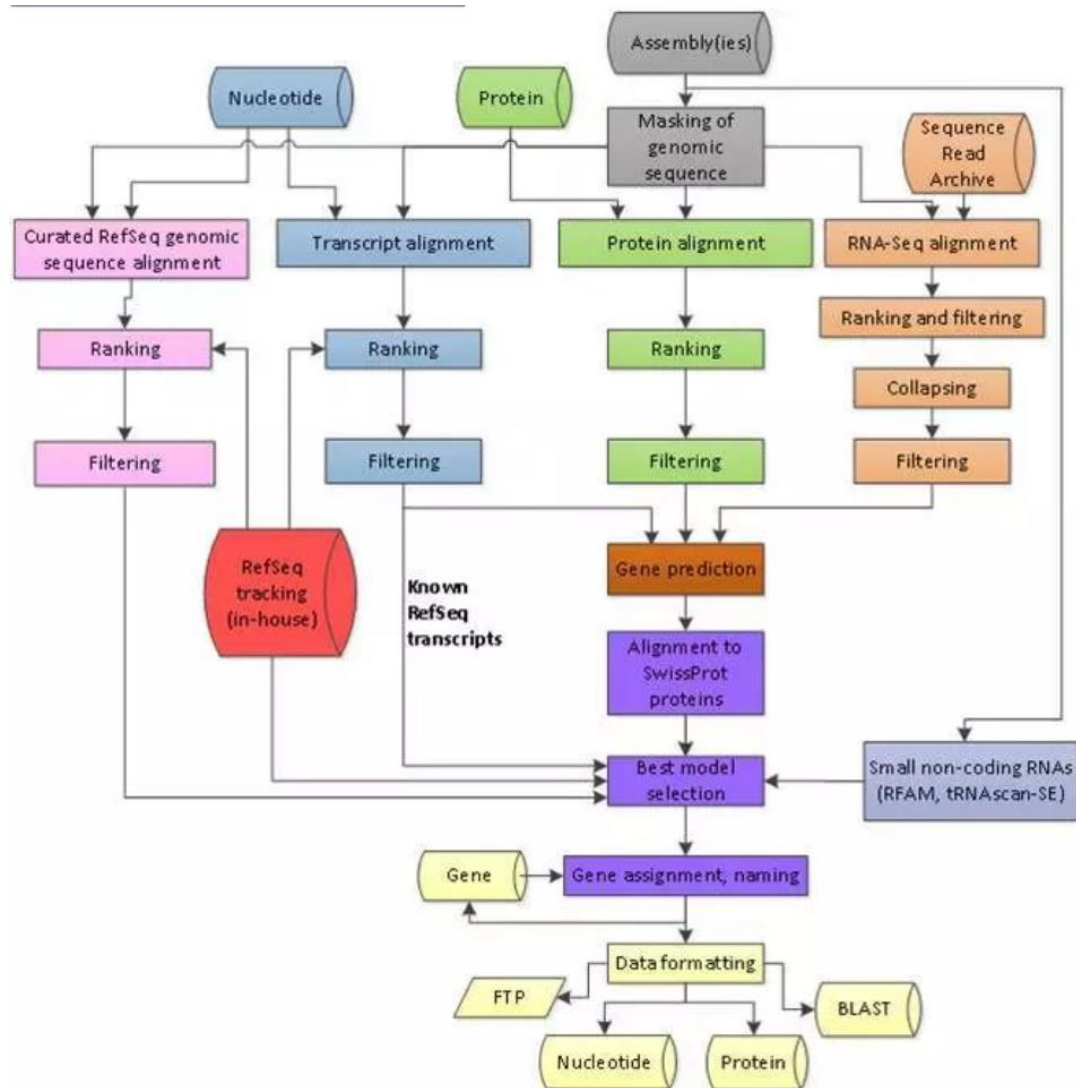 Assembly(ies)
Nucleotide
Protein
Masking of
genomic
sequence
Sequence
Read
Archive
Curated RefSeq genomic
sequence alignment
Transcript alignment
Protein alignment
RNA-Seq alignment
Ranking and filtering
Ranking
Ranking
Ranking
Collapsing
Filtering
Filtering
Filtering
Filtering
RefSeq
tracking
(in-house)
Known
RefSeq
transcripts
Gene prediction
Alignment to
SwissProt
proteins
Best model
selection
Small non-coding RNAs
(RFAM, tRNAscan-SE)
Gene
Gene assignment, naming
Data formatting
FTP
BLAST
Nucleotide
Protein